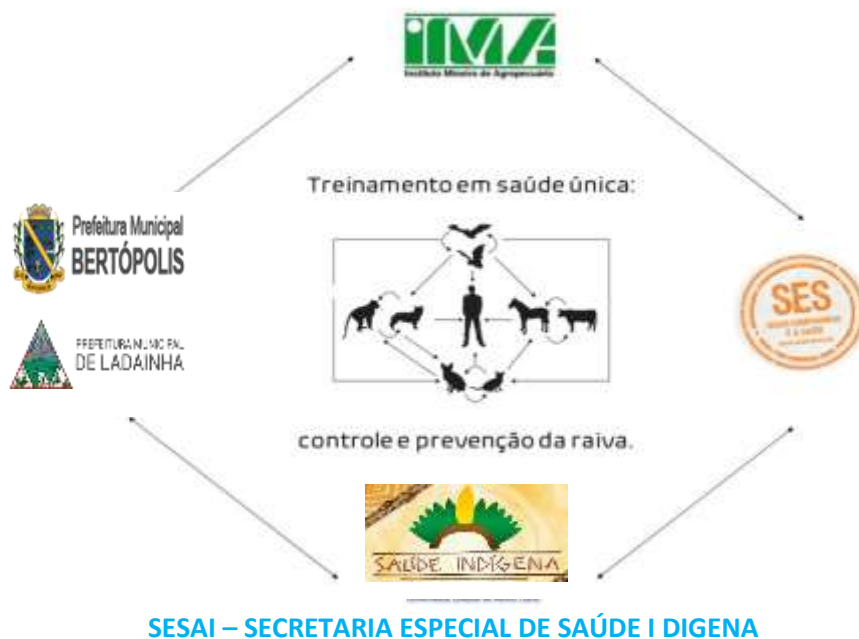 iMA
Instituto Mineiro de Agropecuária
Treinamento em saúde única:
Prefeitura Municipal
BERTÓPOLIS
PREFEITURA MUNICIPAL
DE LADAINHA
SES
controle e prevenção da raiva.
SAÚDE INDÍGENA
SESAI – SECRETARIA ESPECIAL DE SAÚDE I DIGENA